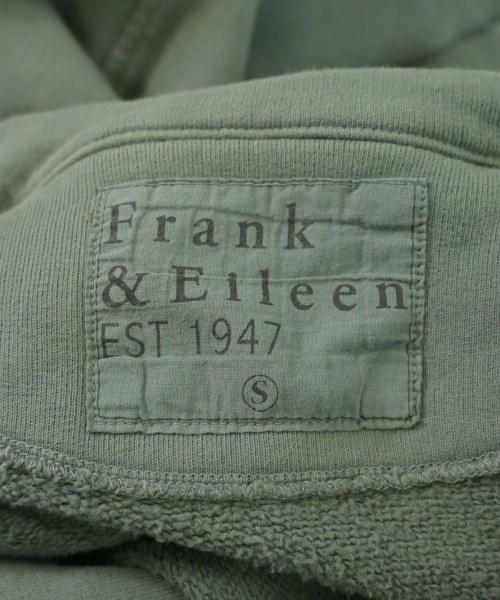 Frank
& Eileen
EST 1947
S